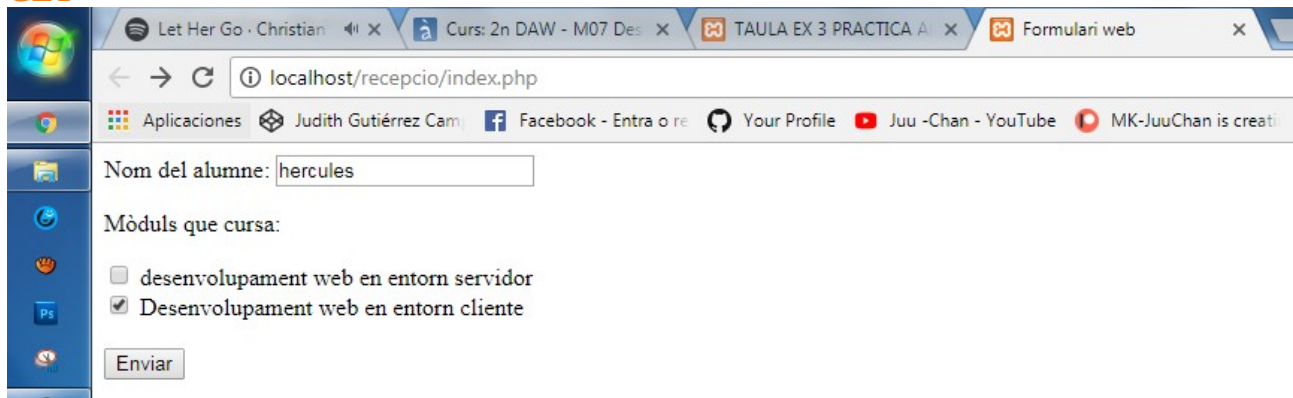 Let Her Go - Christian
Curs: 2n DAW - M07 Des
TAULA EX 3 PRACTICA A
Formulari web
localhost/recepcio/index.php
Aplicaciones Judith Gutiérrez Cam Facebook - Entra o re Your Profile Juu -Chan - YouTube MK-JuuChan is creati
Nom del alumne: hercules
Mòduls que cursa:
desenvolupament web en entorn servidor
Desenvolupament web en entorn cliente
Enviar
Ps